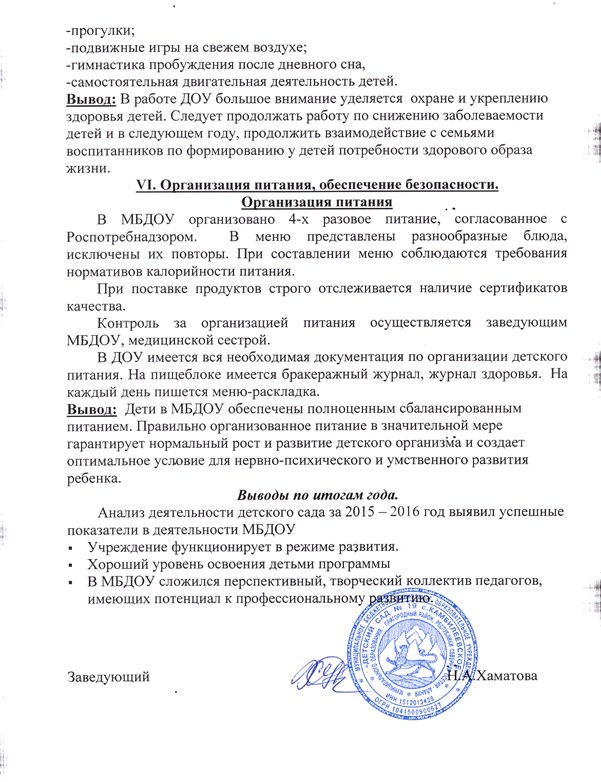 -прогулки;
-подвижные игры на свежем воздухе;
-гимнастика пробуждения после дневного сна,
-самостоятельная двигательная деятельность детей.
Вывод: В работе ДОУ большое внимание уделяется охране и укреплению
здоровья детей. Следует продолжать работу по снижению заболеваемости
детей и в следующем году, продолжить взаимодействие с семьями
воспитанников по формированию у детей потребности здорового образа
жизни.
VI. Организация питания, обеспечение безопасности.
Организация питания
В МБДОУ организовано 4-х разовое питание, согласованное с
Роспотребнадзором. В меню представлены разнообразные блюда,
исключены их повторы. При составлении меню соблюдаются требования
нормативов калорийности питания.
При поставке продуктов строго отслеживается наличие сертификатов
качества.
Контроль за организацией питания осуществляется заведующим
МБДОУ, медицинской сестрой.
В ДОУ имеется вся необходимая документация по организации детского
питания. На пищеблоке имеется бракеражный журнал, журнал здоровья. На
каждый день пишется меню-раскладка.
Вывод: Дети в МБДОУ обеспечены полноценным сбалансированным
питанием. Правильно организованное питание в значительной мере
гарантирует нормальный рост и развитие детского организма и создает
оптимальное условие для нервно-психического и умственного развития
ребенка.
Выводы по итогам года.
Анализ деятельности детского сада за 2015 – 2016 год выявил успешные
показатели в деятельности МБДОУ
▪ Учреждение функционирует в режиме развития.
▪ Хороший уровень освоения детьми программы
▪ В МБДОУ сложился перспективный, творческий коллектив педагогов,
имеющих потенциал к профессиональному развитию.
Заведующий Н.А.Хаматова
"ДЕТСКИЙ САД № 19 с.КАМБИЛЕЕВСКОЕ"
ИНН 1512013439
ОГРН 1041500600627